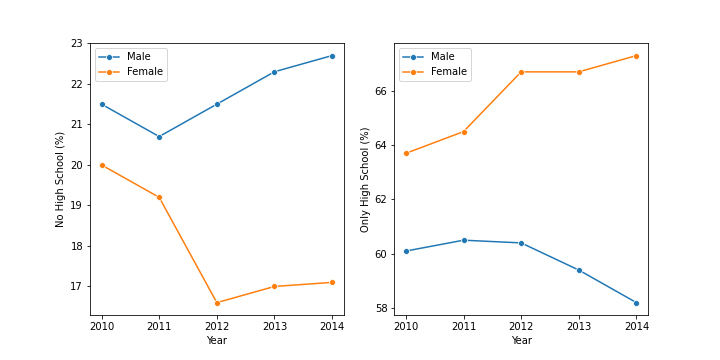 Male
Female
No High School (%)
23
22
21
20
19
18
17
2010 2011 2012 2013 2014
Year
Male
Female
Only High School (%)
66
64
62
60
58
2010 2011 2012 2013 2014
Year